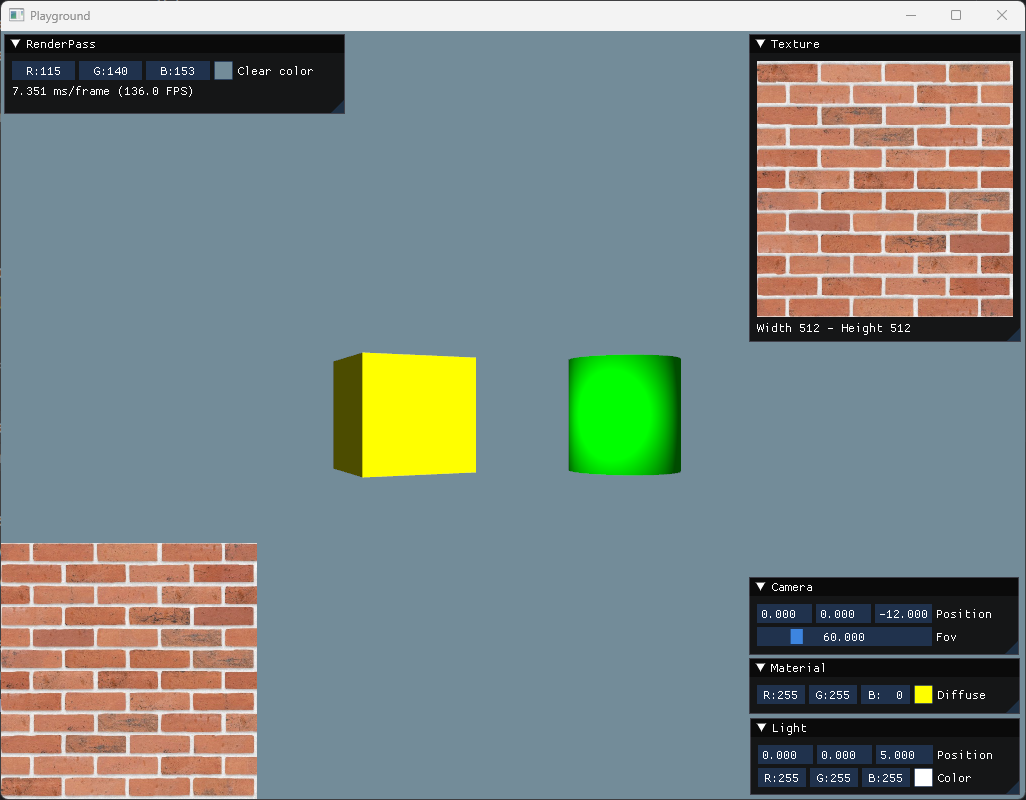 Playground
RenderPass
R:115 G:140 B:153 Clear color
7.351 ms/frame (136.0 FPS)
Texture
Width 512 - Height 512
Camera
0.000 0.000 -12.000 Position
60.000 Fov
Material
R:255 G:255 B: 0 Diffuse
Light
0.000 0.000 5.000 Position
R:255 G:255 B:255 Color